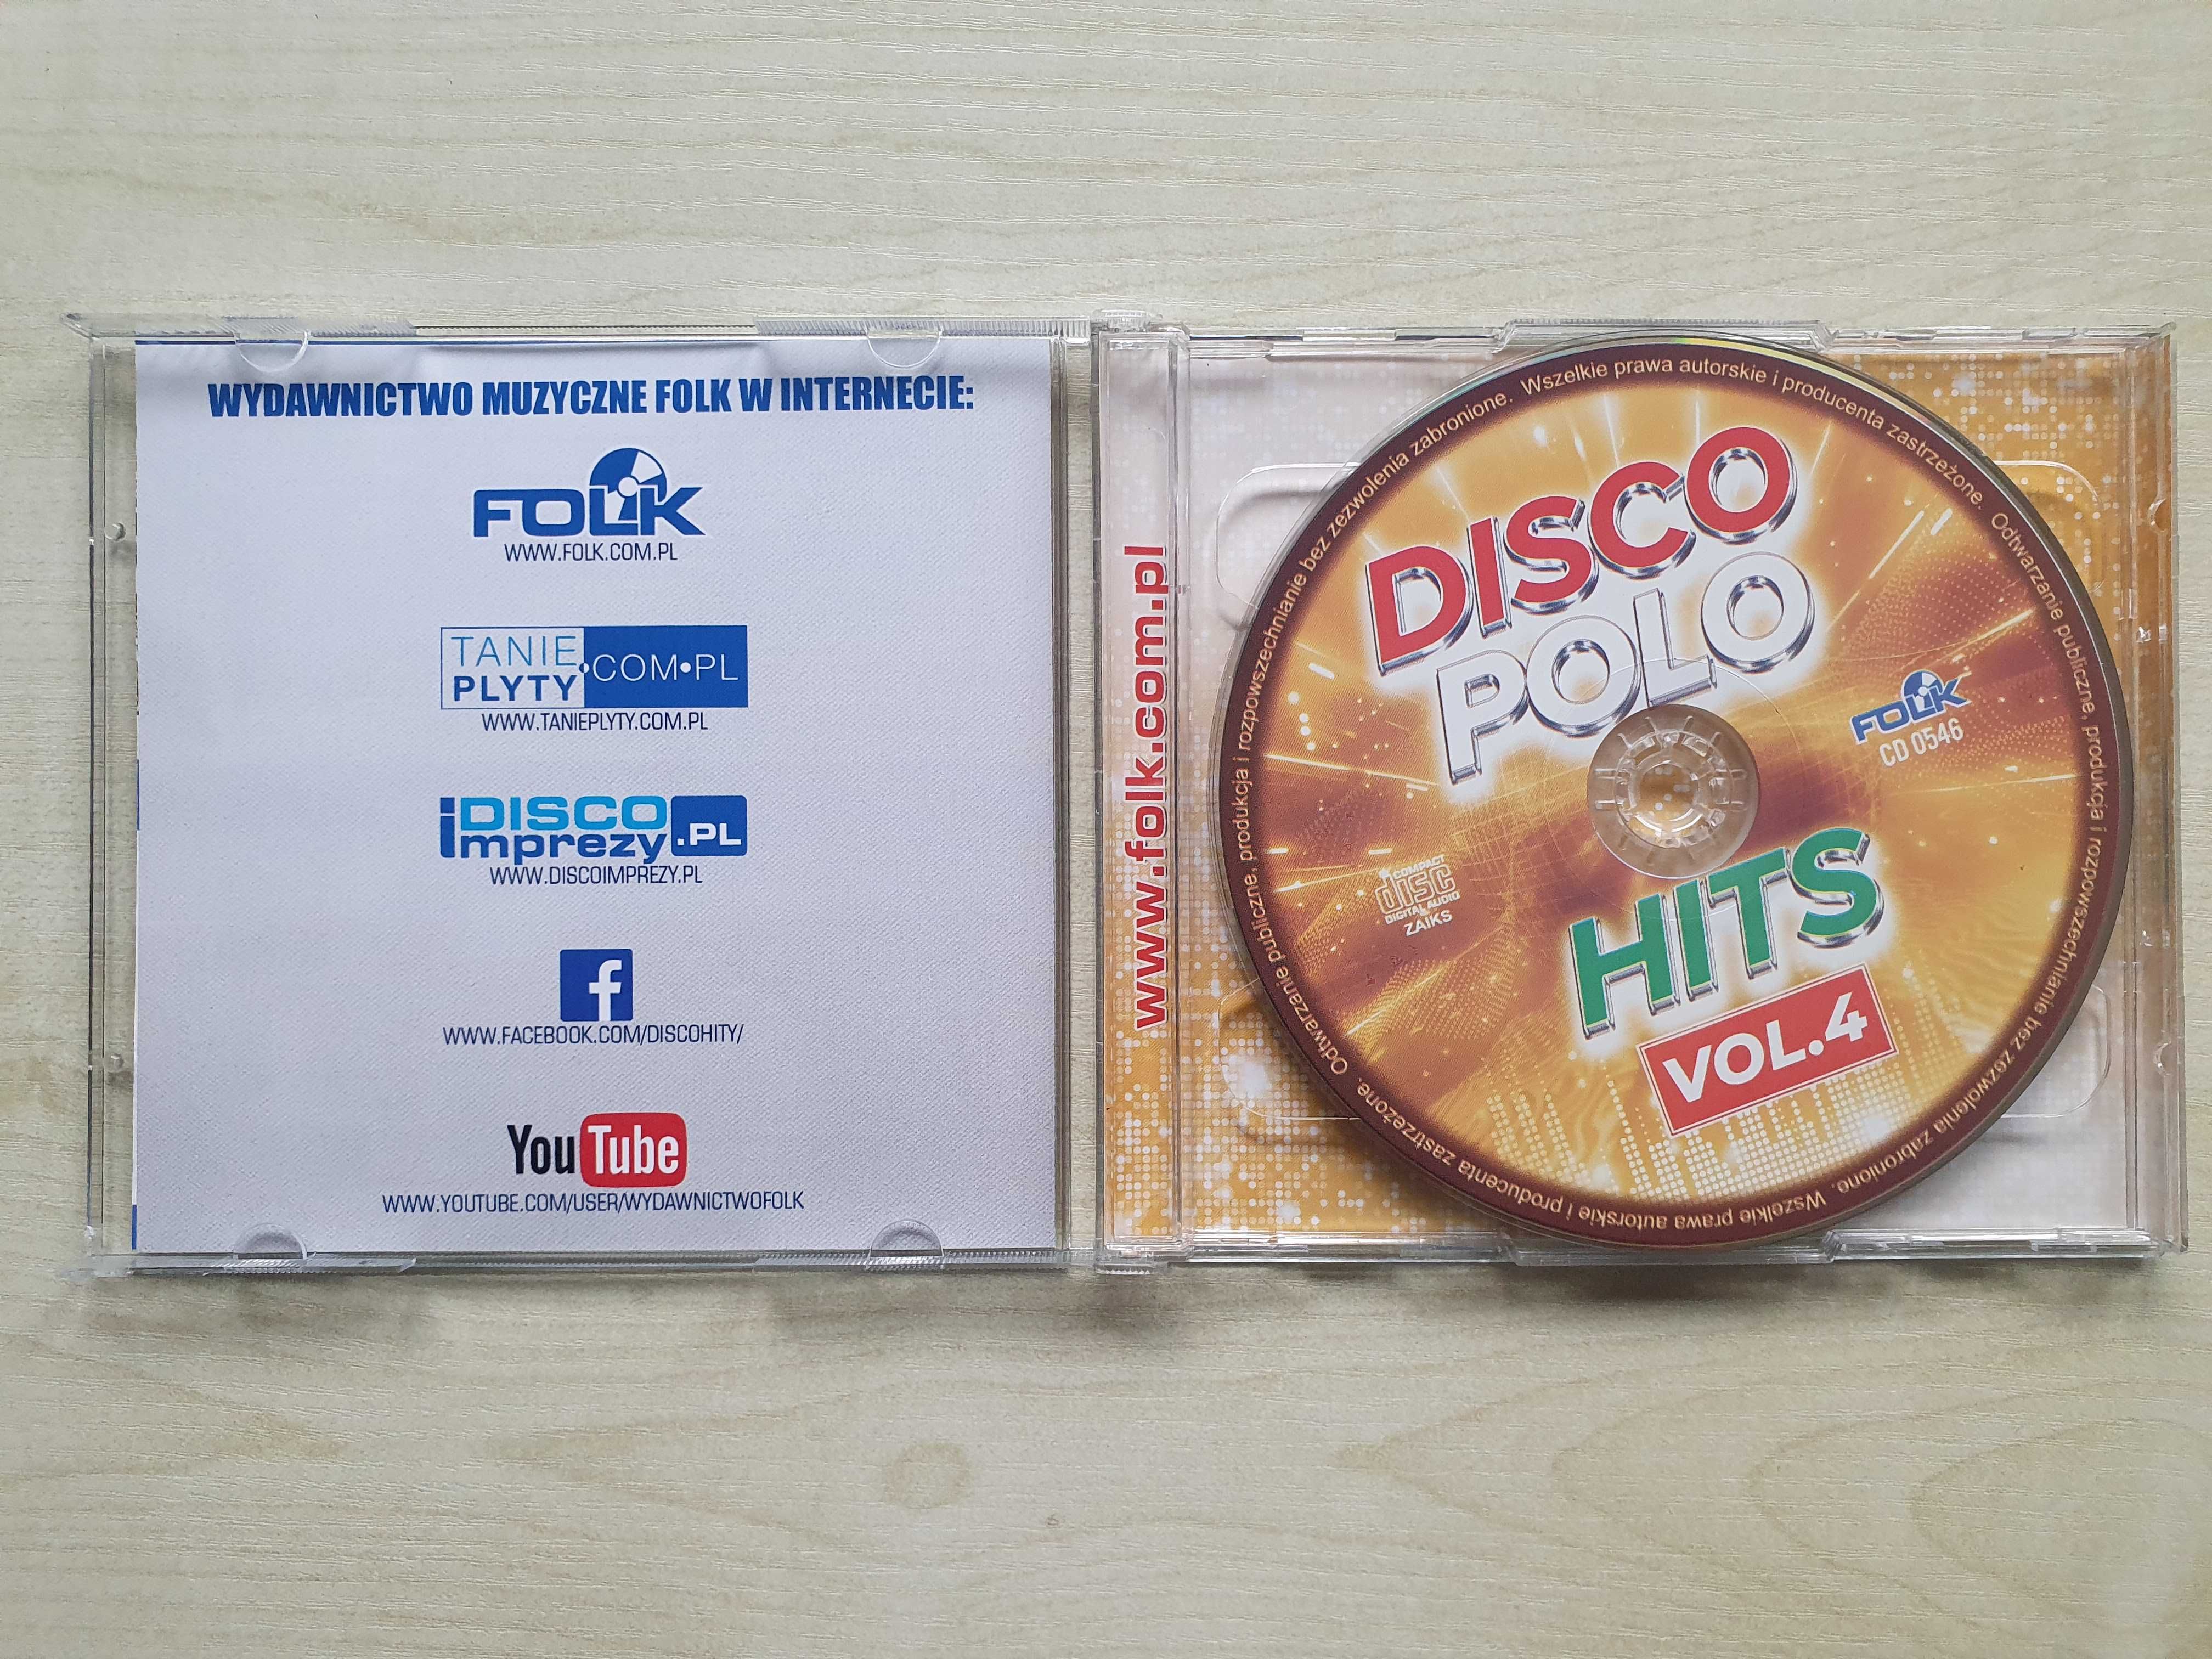 WYDAWNICTWO MUZYCZNE FOLK W INTERNECIE:
FOLK
WWW.FOLK.COM.PL
TANIE
PLYTY
•COM•PL
WWW.TANIEPLYTY.COM.PL
DISCO
imprezy.PL
WWW.DISCOIMPREZY.PL
f
WWW.FACEBOOK.COM/DISCOHITY/
YouTube
WWW.YOUTUBE.COM/USER/WYDAWNICTWOFOLK
www.folk.com.pl
DISCO
POLO
HITS
VOL.4
FOLK
CD 0546
COMPACT
disc
DIGITAL AUDIO
ZAIKS
Wszelkie prawa autorskie i producenta zastrzeżone. Odtwarzanie publiczne, produkcja i rozpowszechnianie bez zezwolenia zabronione.
Wszelkie prawa autorskie i producenta zastrzeżone. Odtwarzanie publiczne, produkcja i rozpowszechnianie bez zezwolenia zabronione.